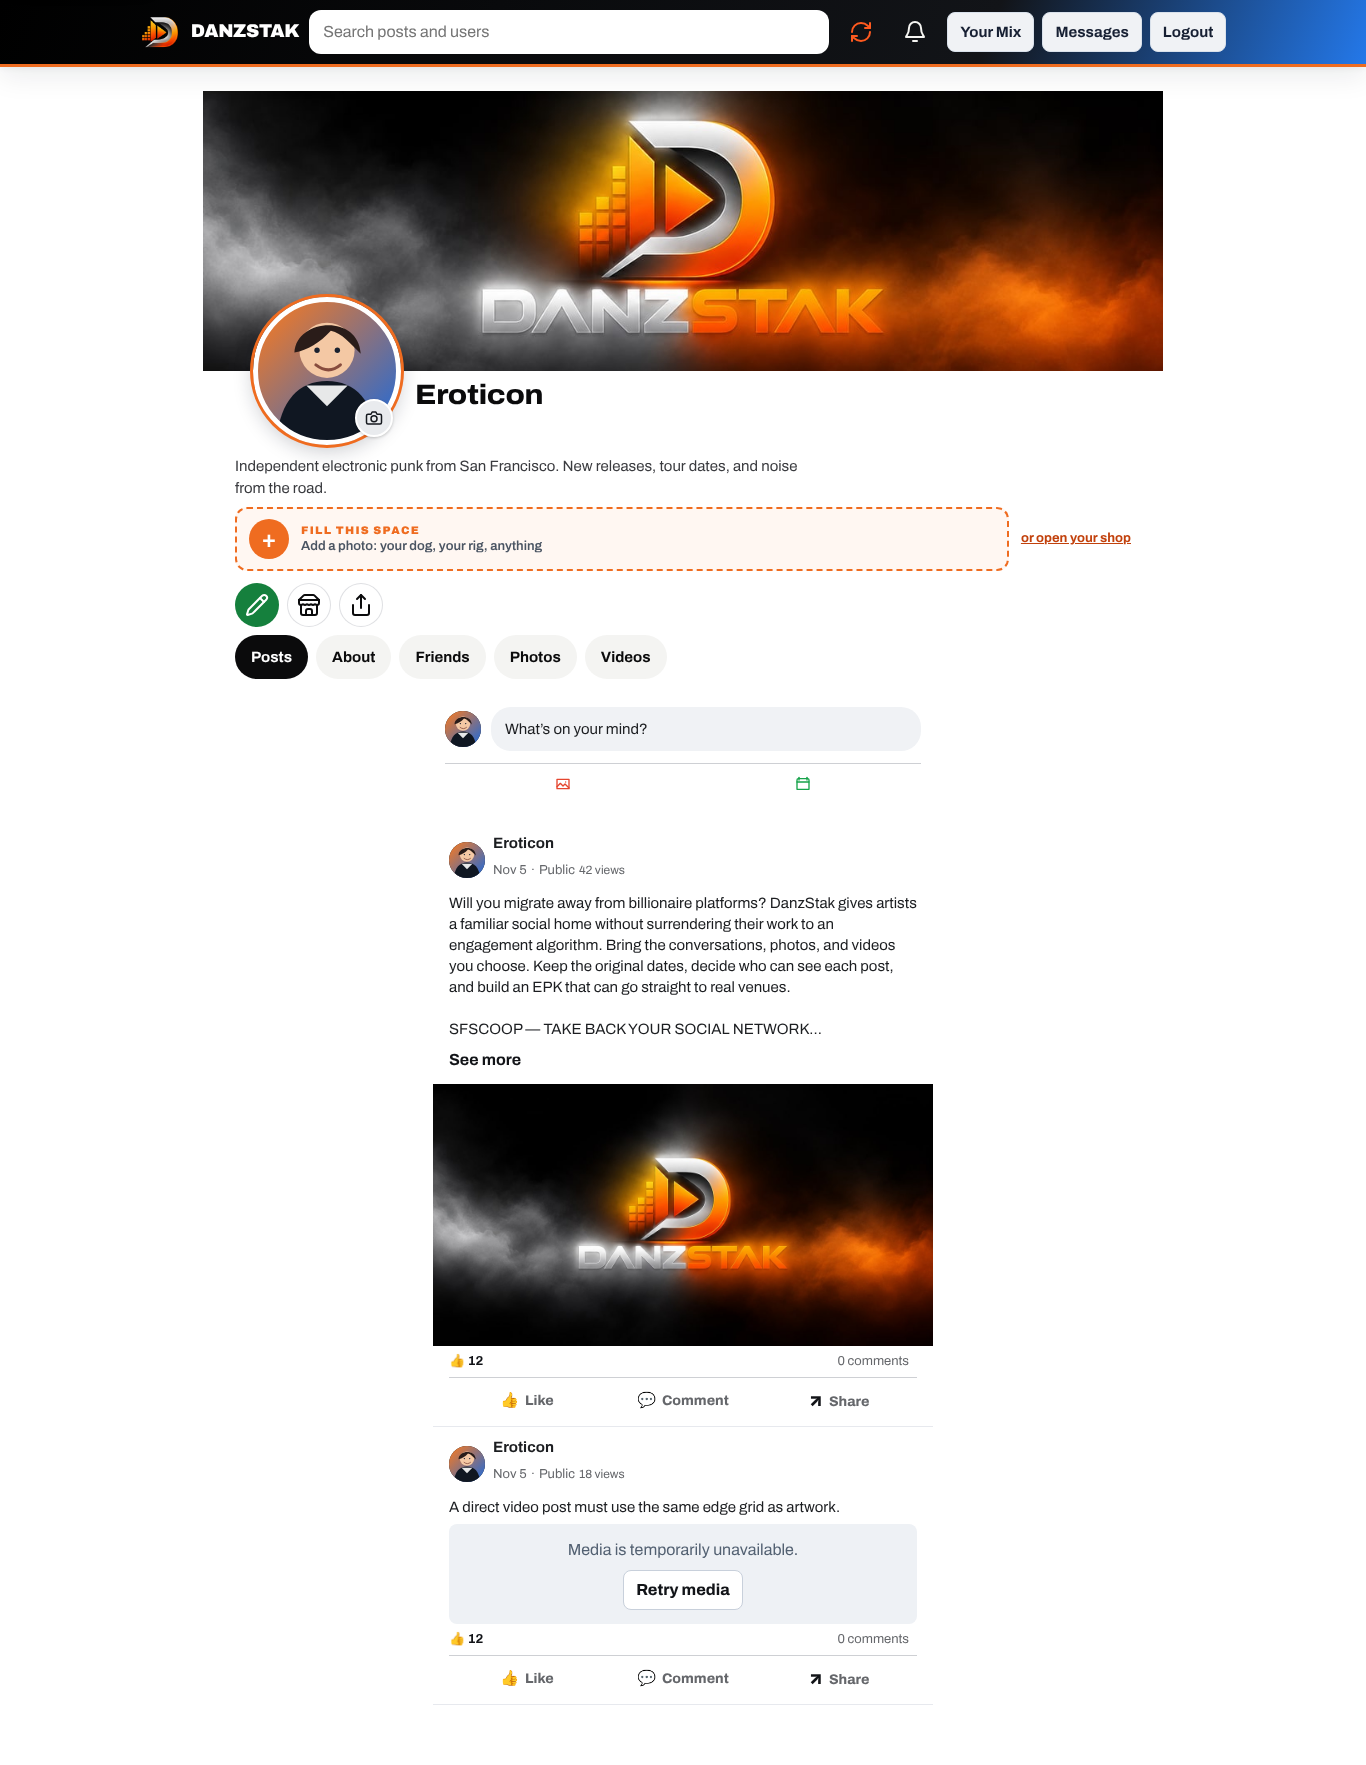 DANZSTAK
Search posts and users
Your Mix
Messages
Logout
DANZSTAK
Eroticon
Independent electronic punk from San Francisco. New releases, tour dates, and noise
from the road.
FILL THIS SPACE
Add a photo: your dog, your rig, anything
or open your shop
Posts
About
Friends
Photos
Videos
What's on your mind?
Eroticon
Nov 5 · Public 42 views
Will you migrate away from billionaire platforms? DanzStak gives artists
a familiar social home without surrendering their work to an
engagement algorithm. Bring the conversations, photos, and videos
you choose. Keep the original dates, decide who can see each post,
and build an EPK that can go straight to real venues.
SFSCOOP — TAKE BACK YOUR SOCIAL NETWORK...
See more
DANZSTAK
👍 12
0 comments
👍 Like
💬 Comment
Share
Eroticon
Nov 5 · Public 18 views
A direct video post must use the same edge grid as artwork.
Media is temporarily unavailable.
Retry media
👍 12
0 comments
👍 Like
💬 Comment
Share